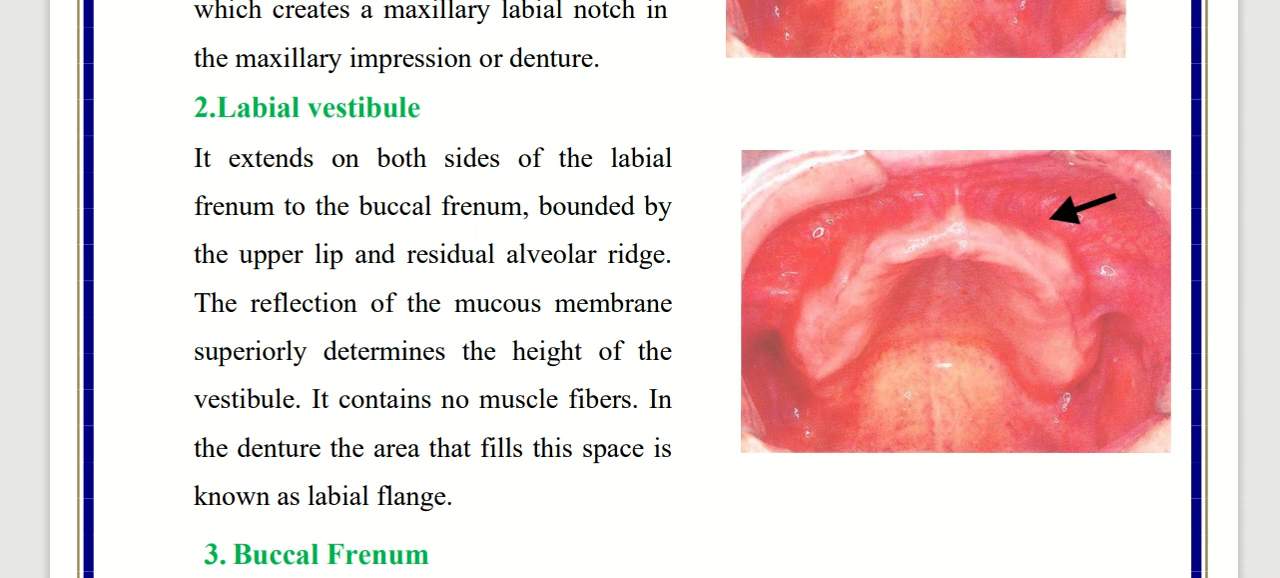 which creates a maxillary labial notch in
the maxillary impression or denture.
2.Labial vestibule
It extends on both sides of the labial
frenum to the buccal frenum, bounded by
the upper lip and residual alveolar ridge.
The reflection of the mucous membrane
superiorly determines the height of the
vestibule. It contains no muscle fibers. In
the denture the area that fills this space is
known as labial flange.
3. Buccal Frenum